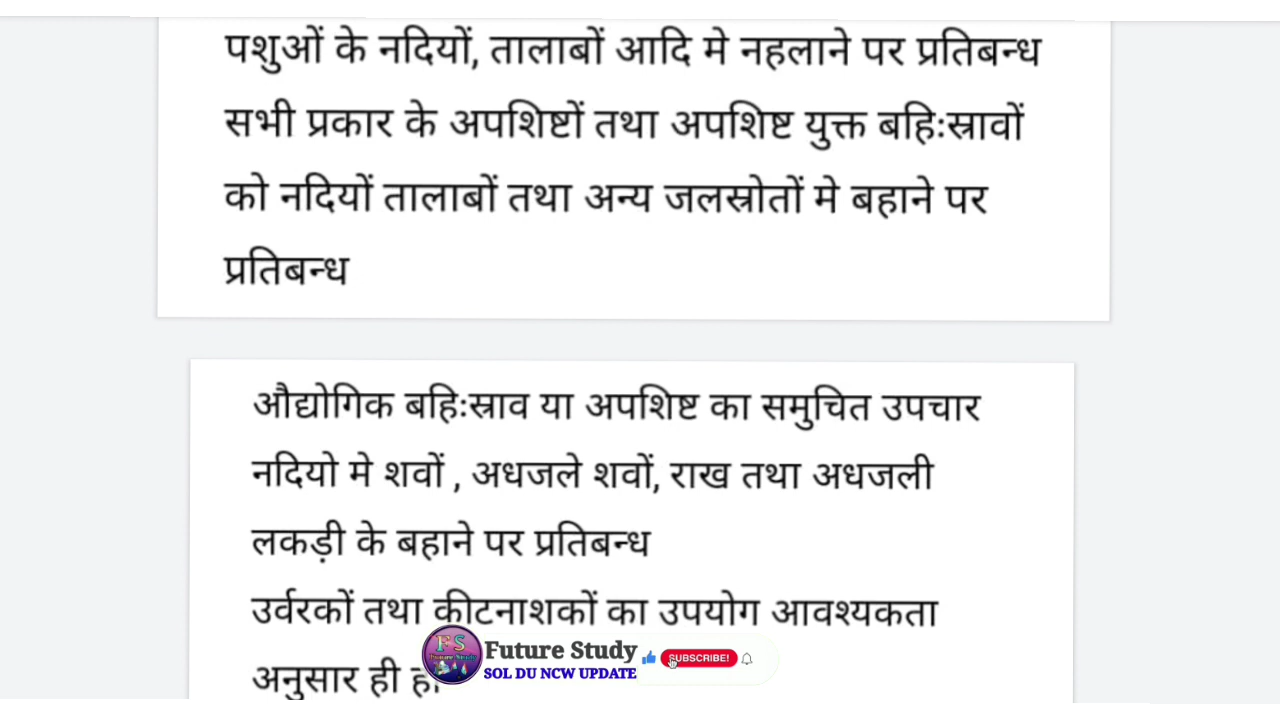 पशुओं के नदियों, तालाबों आदि मे नहलाने पर प्रतिबन्ध
सभी प्रकार के अपशिष्टों तथा अपशिष्ट युक्त बहिःस्रावों
को नदियों तालाबों तथा अन्य जलस्रोतों मे बहाने पर
प्रतिबन्ध
औद्योगिक बहिःस्राव या अपशिष्ट का समुचित उपचार
नदियो मे शवों , अधजले शवों, राख तथा अधजली
लकड़ी के बहाने पर प्रतिबन्ध
उर्वरकों तथा कीटनाशकों का उपयोग आवश्यकता
अनुसार ही
FS
Future Study
SUBSCRIBE!
SOL DU NCW UPDATE